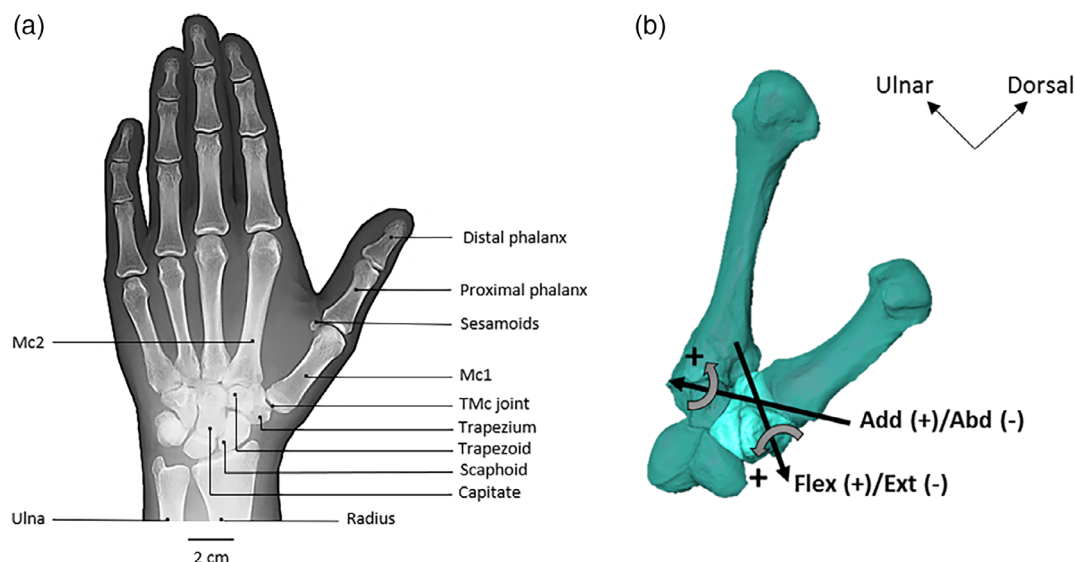 (a)
Distal phalanx
Proximal phalanx
Sesamoids
Mc2
Mc1
TMc joint
Trapezium
Trapezoid
Scaphoid
Capitate
Ulna
Radius
2 cm
(b)
Ulnar
Dorsal
+
Add (+)/Abd (-)
+
Flex (+)/Ext (-)